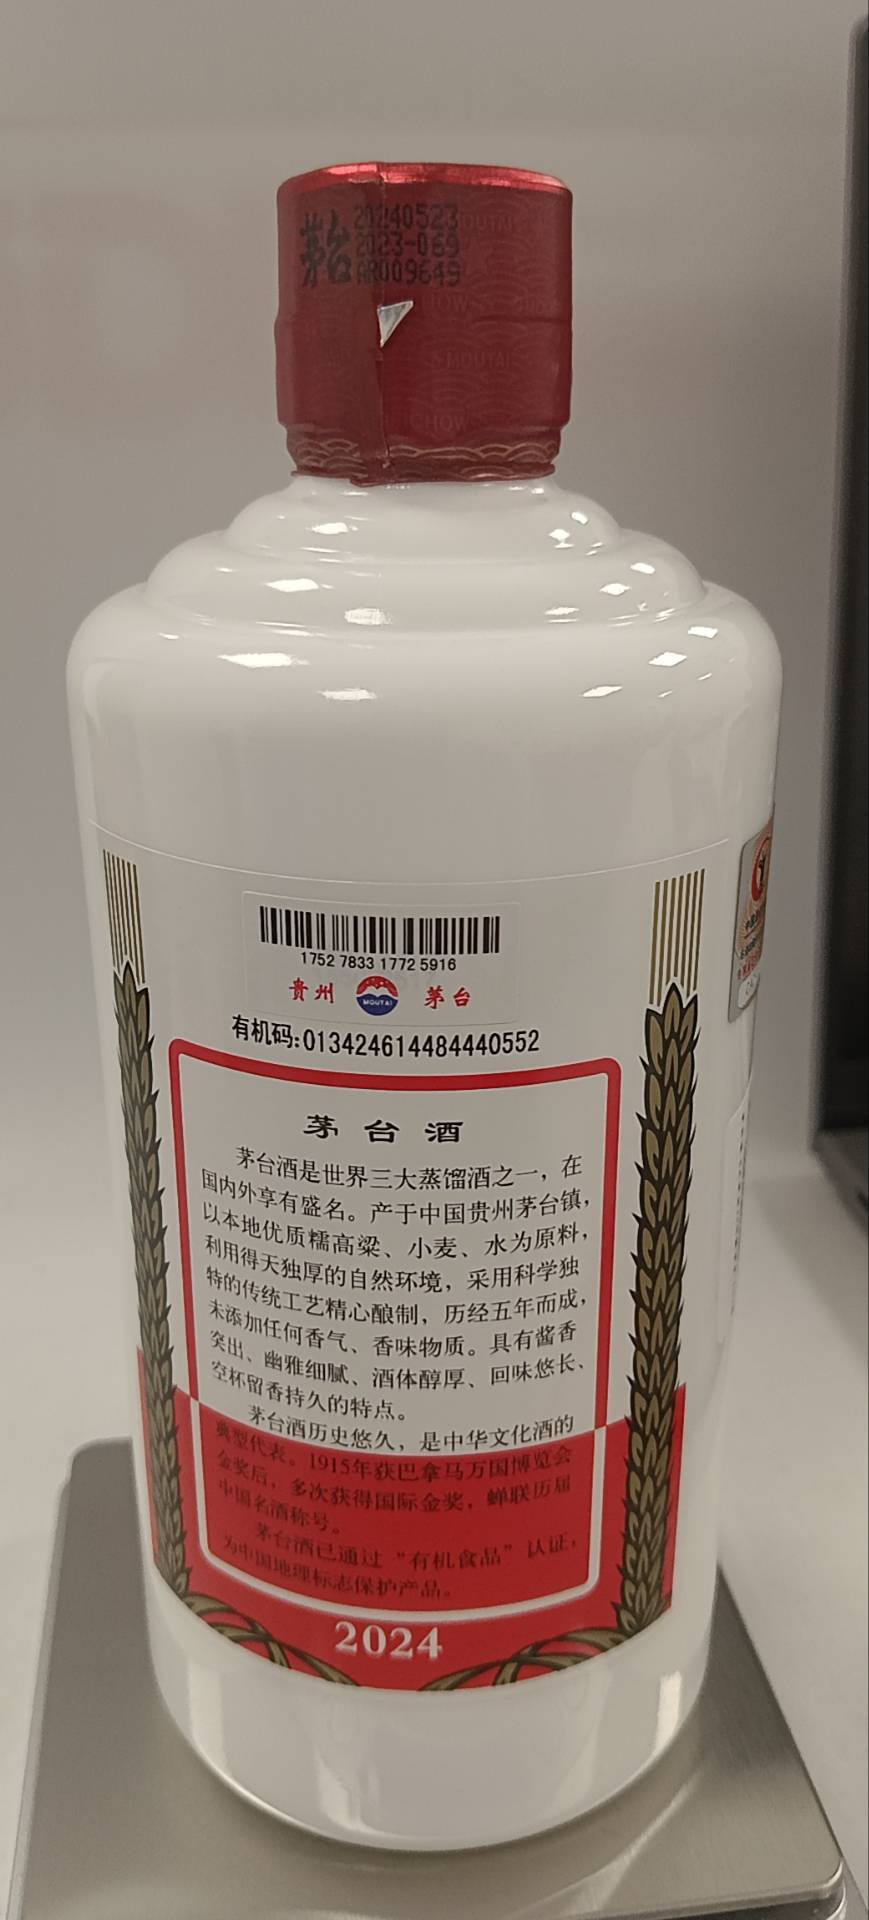 茅台
20240523
2023-069
AR009649
MOUTAI
CHOW
MOUTAI
CHOW
1752 7833 1772 5916
贵州 MOUTAI 茅台
有机码:013424614484440552
茅台酒
茅台酒是世界三大蒸馏酒之一，在
国内外享有盛名。产于中国贵州茅台镇，
以本地优质糯高粱、小麦、水为原料，
利用得天独厚的自然环境，采用科学独
特的传统工艺精心酿制，历经五年而成，
未添加任何香气、香味物质。具有酱香
突出、幽雅细腻、酒体醇厚、回味悠长、
空杯留香持久的特点。
茅台酒历史悠久，是中华文化酒的
典型代表。1915年获巴拿马万国博览会
金奖后，多次获得国际金奖，蝉联历届
中国名酒称号。
茅台酒已通过“有机食品”认证，
为中国地理标志保护产品。
2024